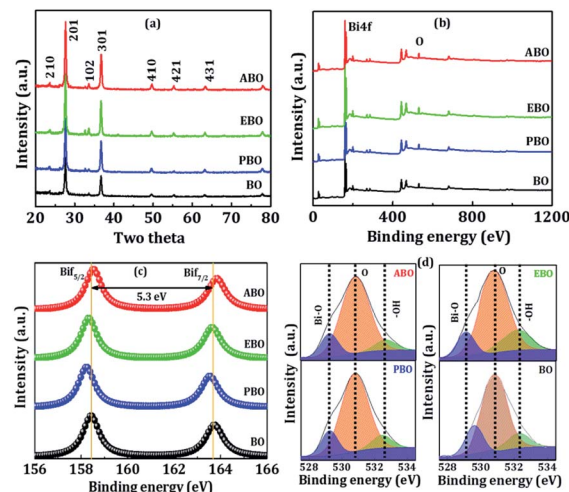 (a)
210
201
102
301
410
421
431
ABO
EBO
PBO
BO
Intensity (a.u.)
20 30 40 50 60 70 80
Two theta
(b)
Bi4f
O
ABO
EBO
PBO
BO
Intensity (a.u.)
0 400 800 1200
Binding energy (eV)
Bif5/2 (c) Bif7/2
5.3 eV
ABO
EBO
PBO
BO
Intensity (a.u.)
156 158 160 162 164 166
Binding energy (eV)
(d)
ABO
Bi-O
O
-OH
EBO
Bi-O
O
-OH
PBO
BO
Intensity (a.u.)
528 530 532 534 528 530 532 534
Binding energy (eV)